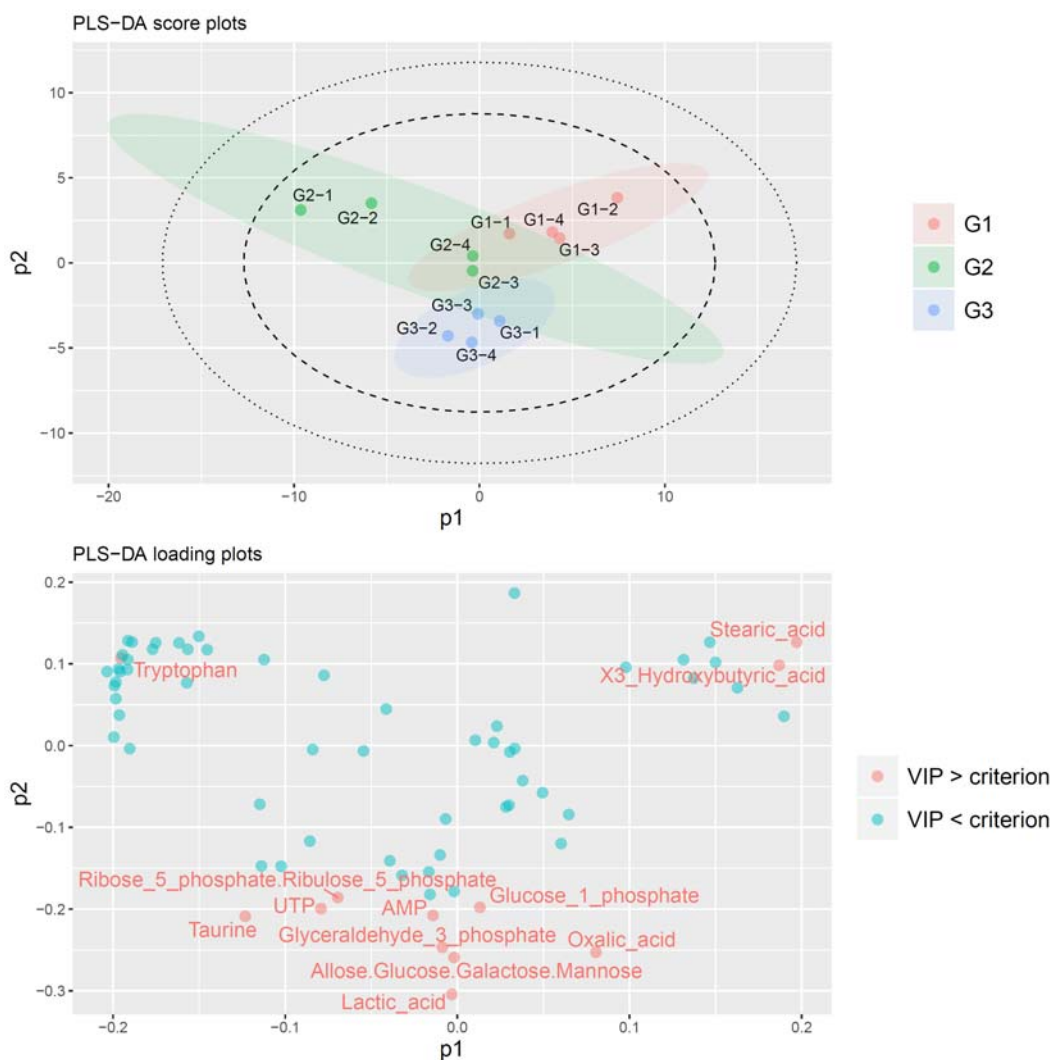 PLS−DA score plots
10
5
0
−5
−10
p2
G2−1
G2−2
G1−1
G1−4
G1−2
G1−3
G2−4
G2−3
G3−3
G3−2
G3−1
G3−4
−20
−10
0
10
p1
G1
G2
G3
PLS−DA loading plots
0.2
0.1
0.0
−0.1
−0.2
−0.3
p2
Stearic_acid
X3_Hydroxybutyric_acid
Tryptophan
Ribose_5_phosphate.Ribulose_5_phosphate
UTP
AMP
Glucose_1_phosphate
Taurine
Glyceraldehyde_3_phosphate
Oxalic_acid
Allose.Glucose.Galactose.Mannose
Lactic_acid
−0.2
−0.1
0.0
0.1
0.2
p1
VIP > criterion
VIP < criterion